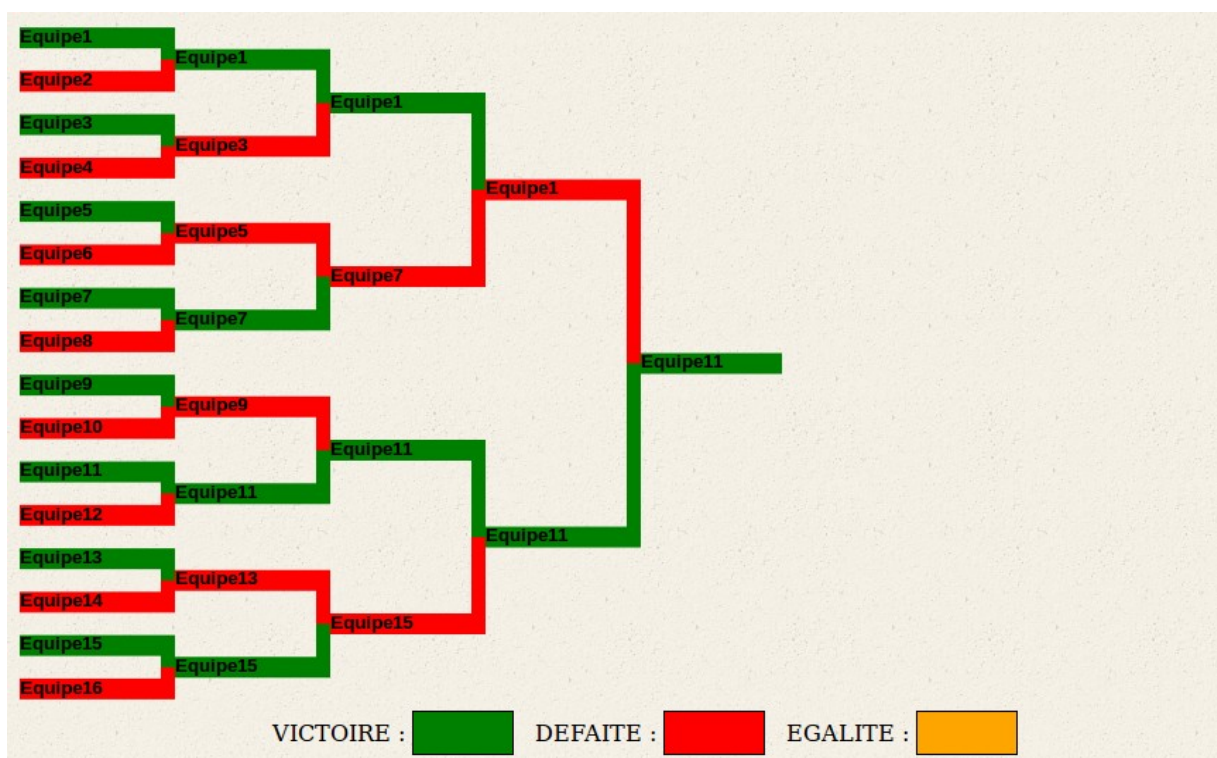 Equipe1
Equipe1
Equipe2
Equipe1
Equipe3
Equipe3
Equipe4
Equipe1
Equipe5
Equipe5
Equipe6
Equipe7
Equipe7
Equipe7
Equipe8
Equipe11
Equipe9
Equipe9
Equipe10
Equipe11
Equipe11
Equipe11
Equipe12
Equipe11
Equipe13
Equipe13
Equipe14
Equipe15
Equipe15
Equipe15
Equipe16
VICTOIRE : DEFAITE : EGALITE :